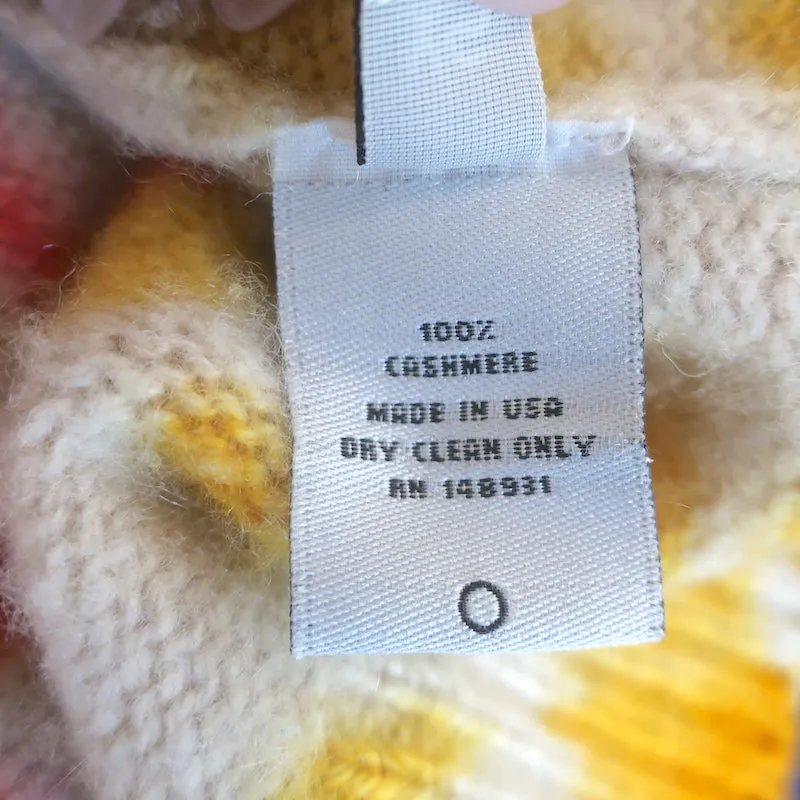 100%
CASHMERE
MADE IN USA
DRY CLEAN ONLY
RN 148931
O